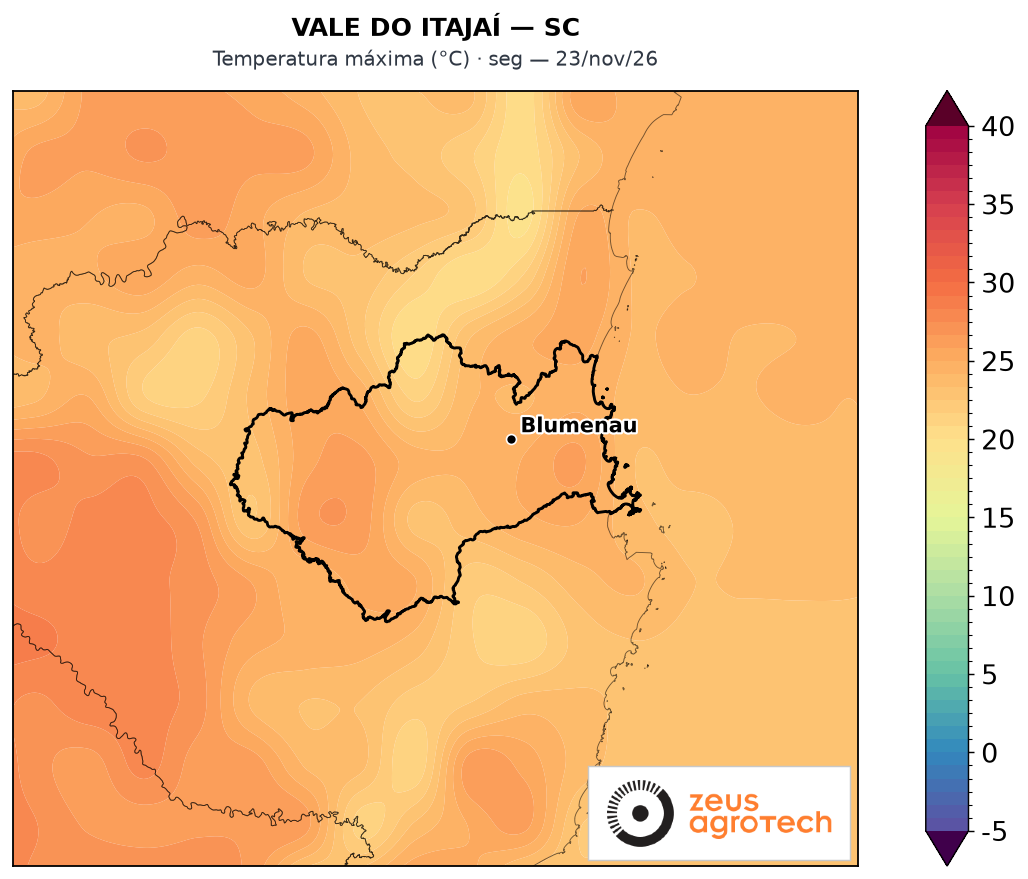 VALE DO ITAJAÍ — SC
Temperatura máxima (°C) · seg — 23/nov/26
Blumenau
40
35
30
25
20
15
10
5
0
-5
zeus
agrotech